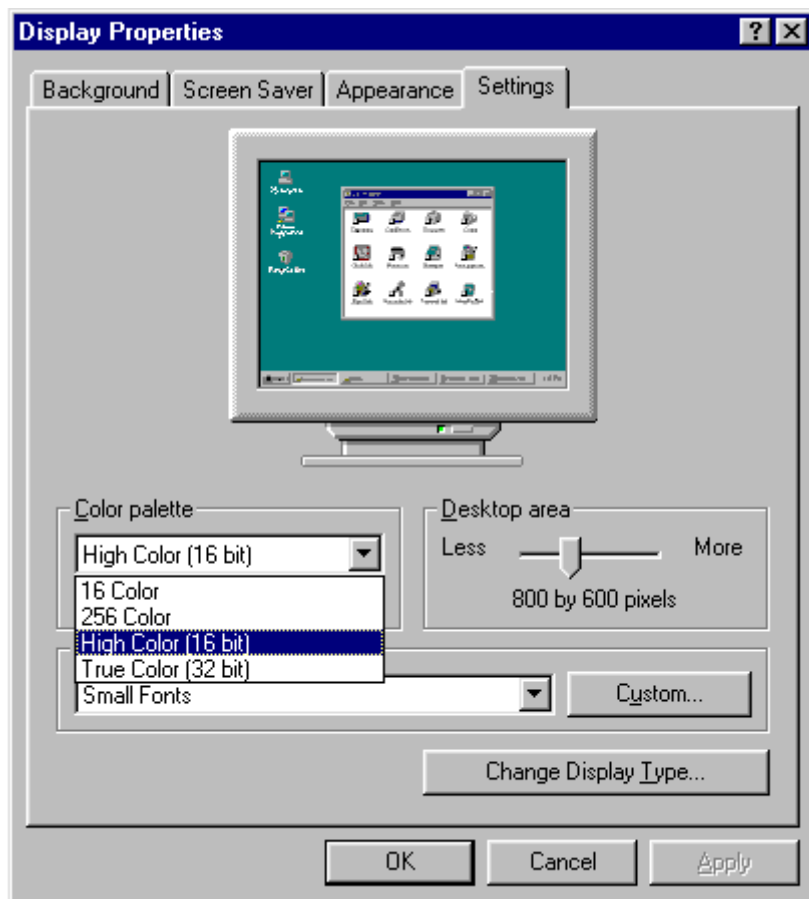 Display Properties
Background Screen Saver Appearance Settings
Color palette
High Color (16 bit)
16 Color
256 Color
High Color (16 bit)
True Color (32 bit)
Desktop area
Less More
800 by 600 pixels
Small Fonts
Custom...
Change Display Type...
OK Cancel Apply